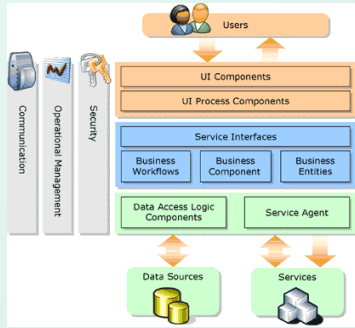 Users
UI Components
UI Process Components
Service Interfaces
Business
Workflows
Business
Component
Business
Entities
Data Access Logic
Components
Service Agent
Data Sources
Services
Communication
Operational Management
Security